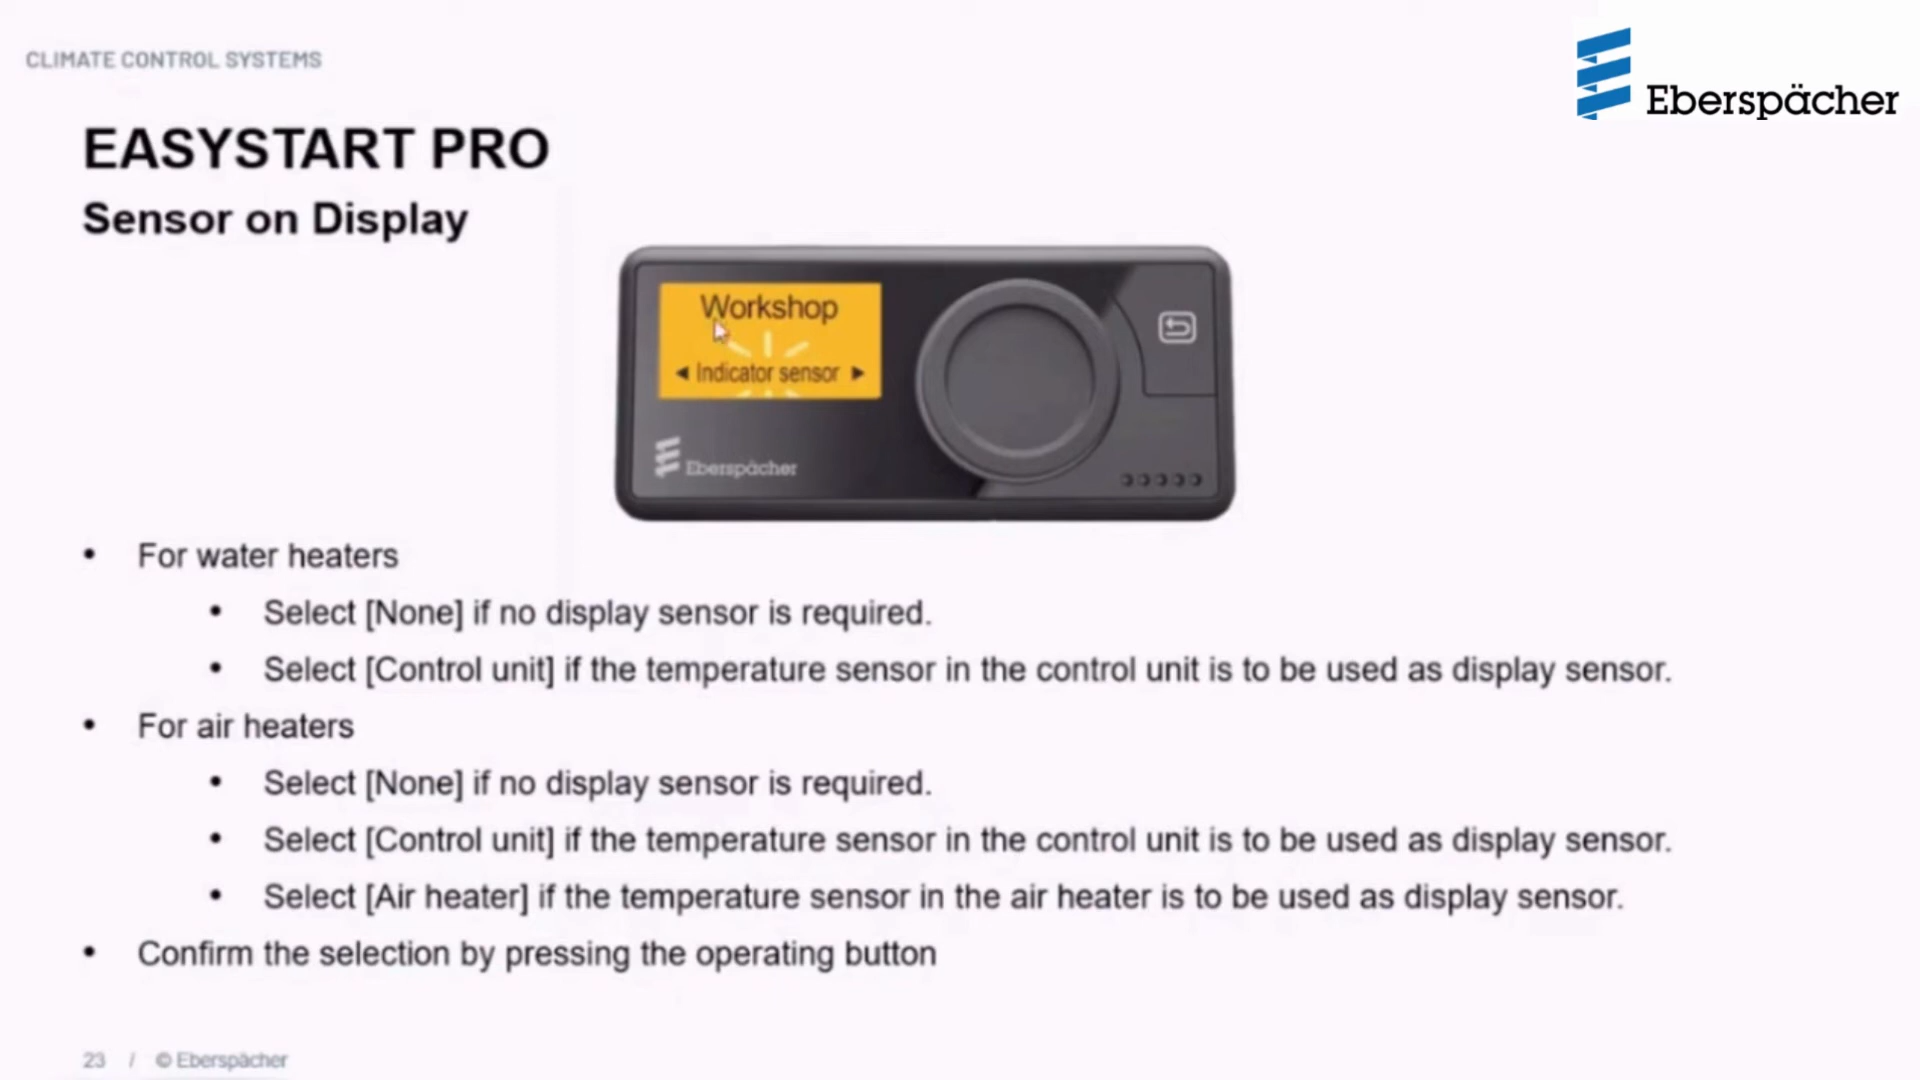 CLIMATE CONTROL SYSTEMS
Eberspächer
EASYSTART PRO
Sensor on Display
Workshop
◄ Indicator sensor ►
Eberspächer
• For water heaters
• Select [None] if no display sensor is required.
• Select [Control unit] if the temperature sensor in the control unit is to be used as display sensor.
• For air heaters
• Select [None] if no display sensor is required.
• Select [Control unit] if the temperature sensor in the control unit is to be used as display sensor.
• Select [Air heater] if the temperature sensor in the air heater is to be used as display sensor.
• Confirm the selection by pressing the operating button
23 / © Eberspächer